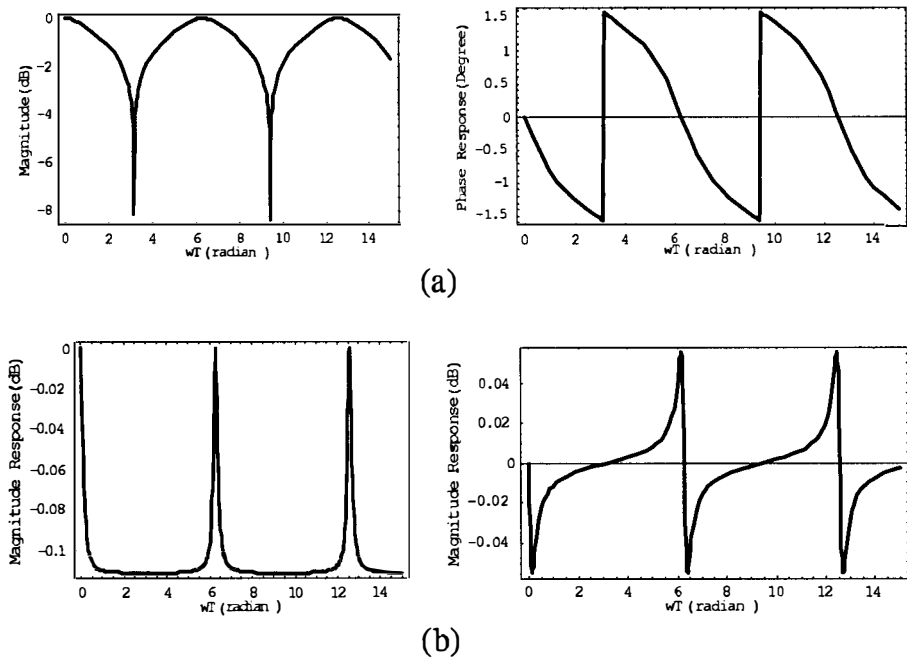 0
-2
-4
-6
-8
Magnitude(dB)
0 2 4 6 8 10 12 14
wT(radian )
1.5
1
0.5
0
-0.5
-1
-1.5
Phase Response(Degree)
0 2 4 6 8 10 12 14
wT(radian )
(a)
0
-0.02
-0.04
-0.06
-0.08
-0.1
Magnitude Response(dB)
0 2 4 6 8 10 12 14
wT(radian )
0.04
0.02
0
-0.02
-0.04
Magnitude Response(dB)
0 2 4 6 8 10 12 14
wT(radian )
(b)